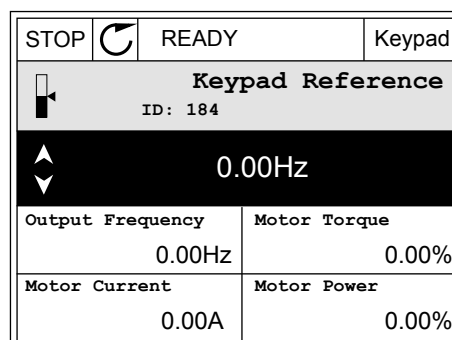 STOP READY Keypad
Keypad Reference
ID: 184
0.00Hz
Output Frequency Motor Torque
0.00Hz 0.00%
Motor Current Motor Power
0.00A 0.00%